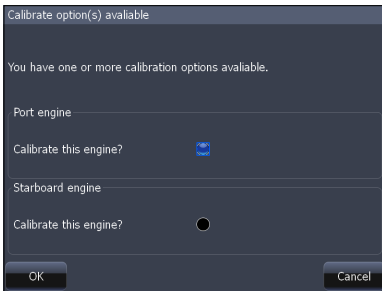 Calibrate option(s) avaliable
You have one or more calibration options avaliable.
Port engine
Calibrate this engine?
Starboard engine
Calibrate this engine?
OK
Cancel